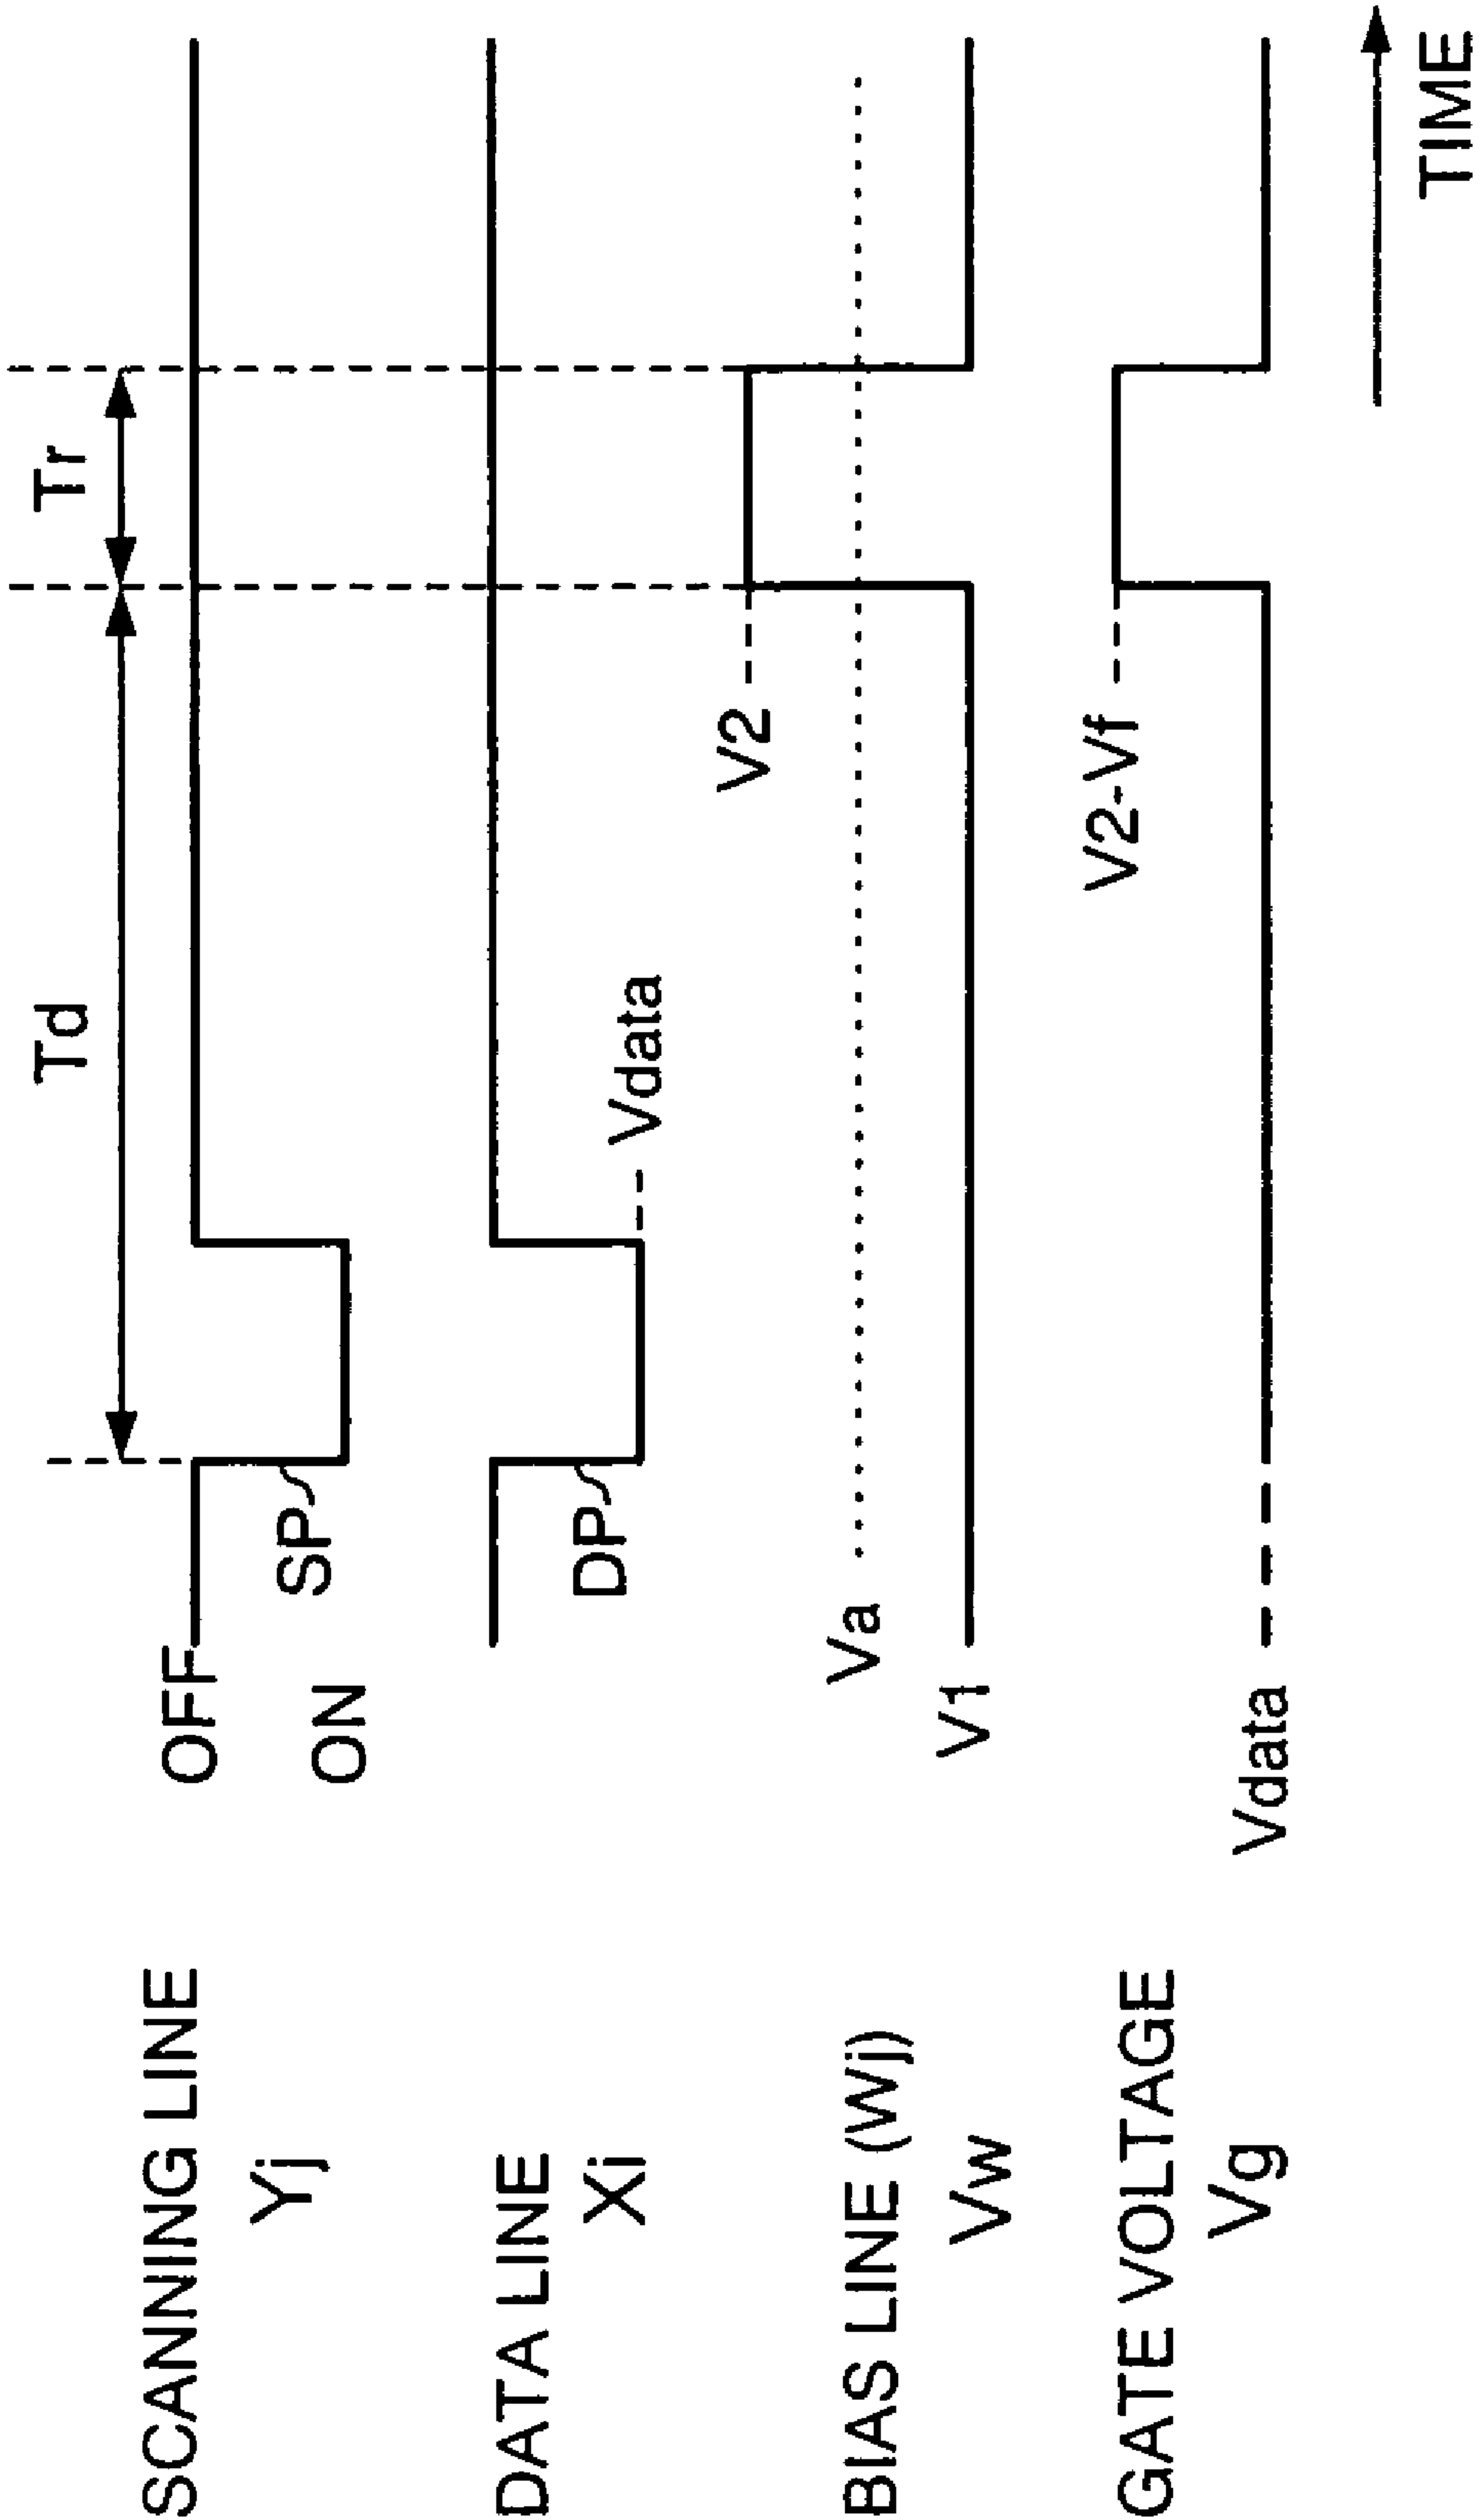 Td
Tr
SCANNING LINE
Yj
OFF
ON
SP
DATA LINE
Xi
DP
Vdata
BIAS LINE (Wj)
Vw
V2
Va
V1
GATE VOLTAGE
Vg
V2-Vf
Vdata
TIME